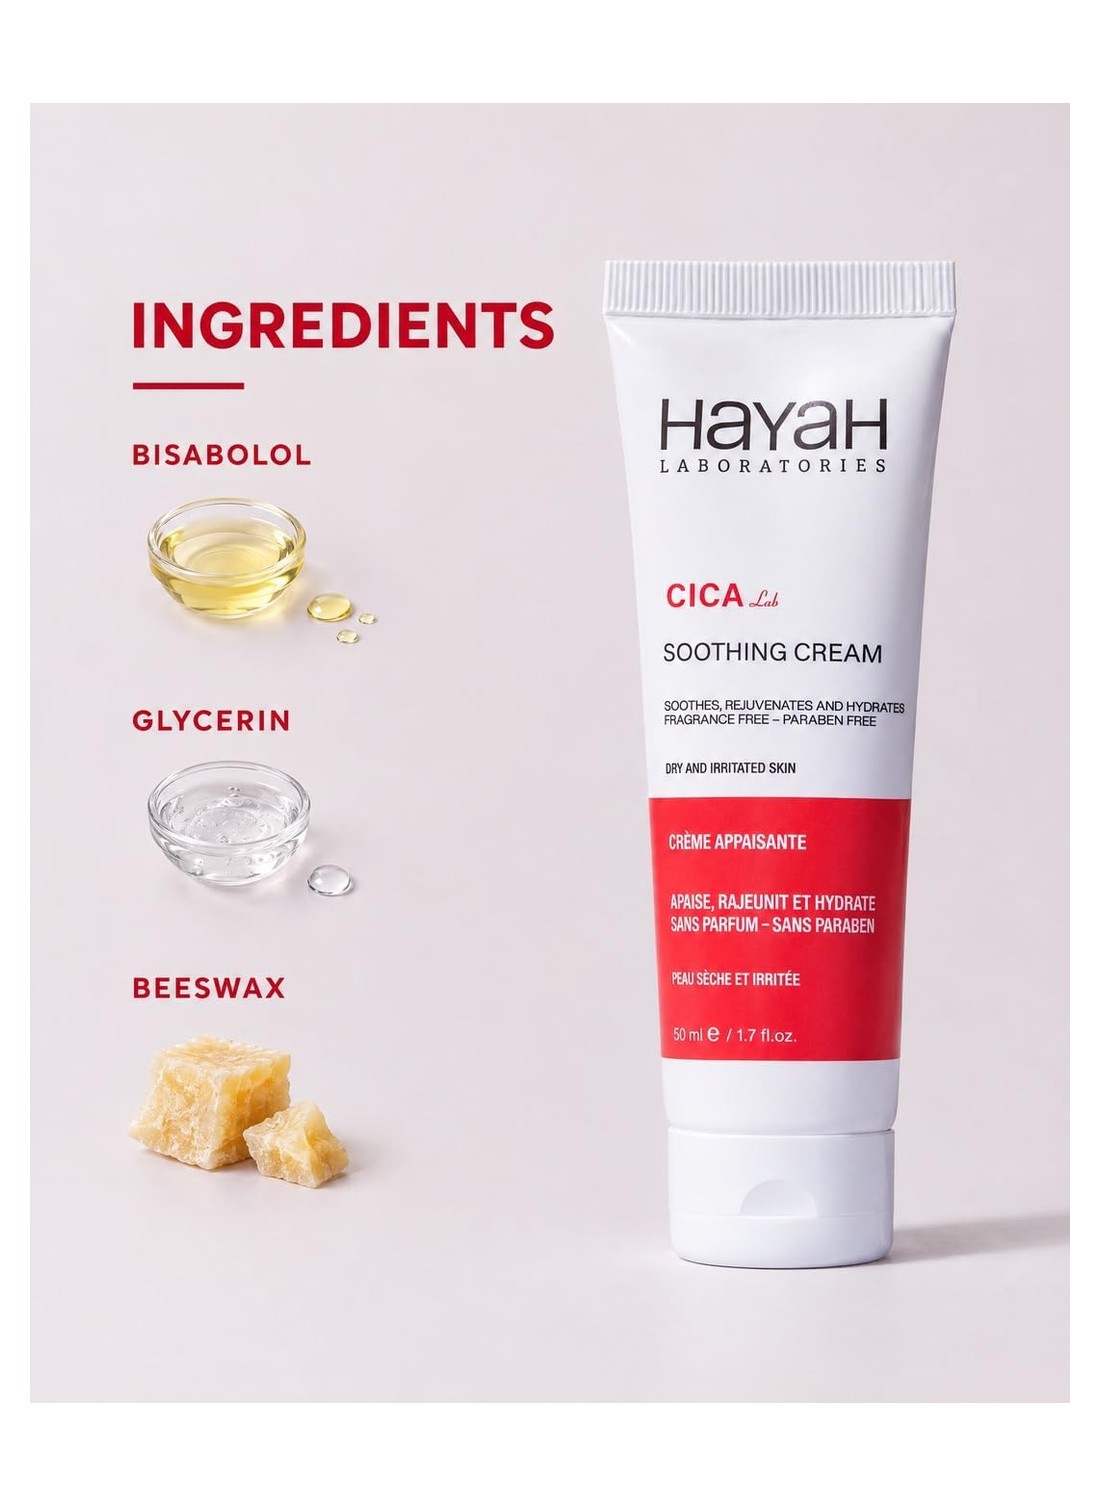 INGREDIENTS
BISABOLOL
GLYCERIN
BEESWAX
HAYAH
LABORATORIES
CICA Lab
SOOTHING CREAM
SOOTHES, REJUVENATES AND HYDRATES
FRAGRANCE FREE – PARABEN FREE
DRY AND IRRITATED SKIN
CRÈME APPAISANTE
APAISE, RAJEUNIT ET HYDRATE
SANS PARFUM – SANS PARABEN
PEAU SÈCHE ET IRRITÉE
50 ml e / 1.7 fl.oz.